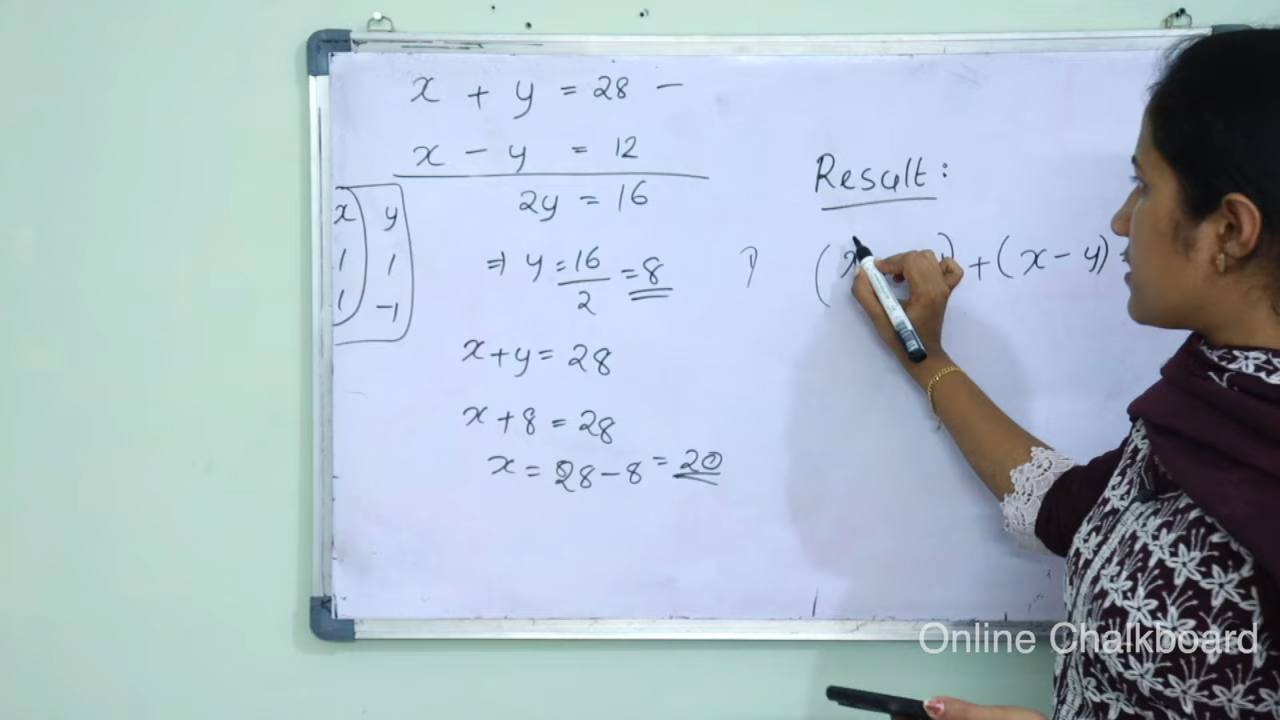 x + y = 28 -
x - y = 12
2y = 16
x y
1 1
1 -1
⇒ y = 16/2 = 8
x + y = 28
x + 8 = 28
x = 28 - 8 = 20
Result:
1) (x y) + (x - y) =
Online Chalkboard